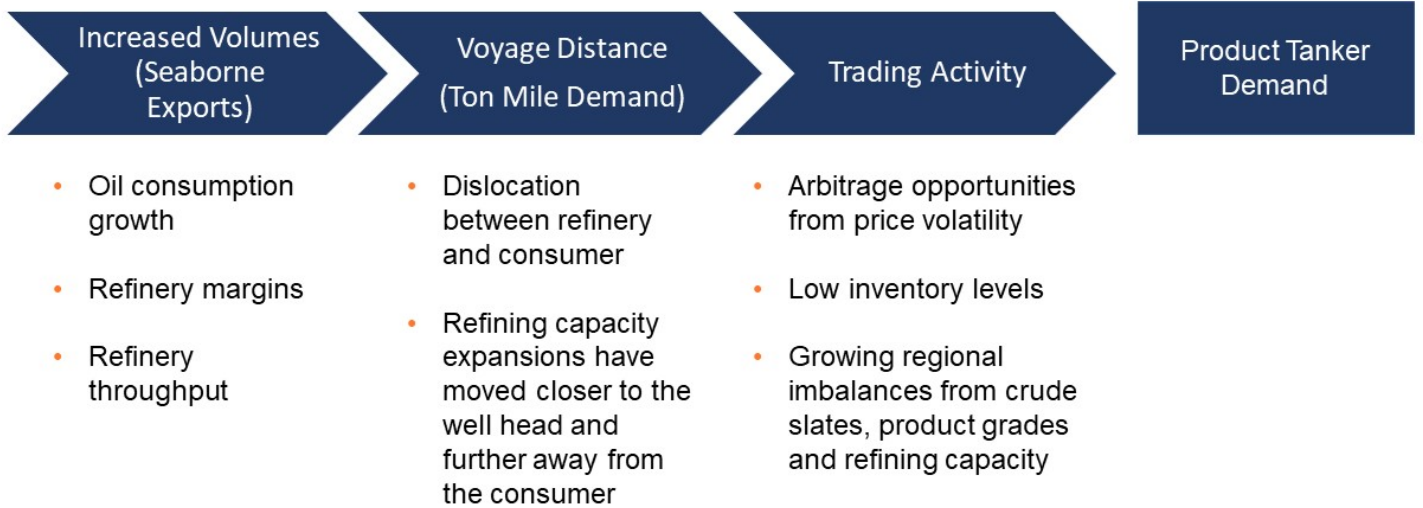 Increased Volumes
(Seaborne
Exports)
Voyage Distance
(Ton Mile Demand)
Trading Activity
Product Tanker
Demand
• Oil consumption
growth
• Refinery margins
• Refinery
throughput
• Dislocation
between refinery
and consumer
• Refining capacity
expansions have
moved closer to the
well head and
further away from
the consumer
• Arbitrage opportunities
from price volatility
• Low inventory levels
• Growing regional
imbalances from crude
slates, product grades
and refining capacity